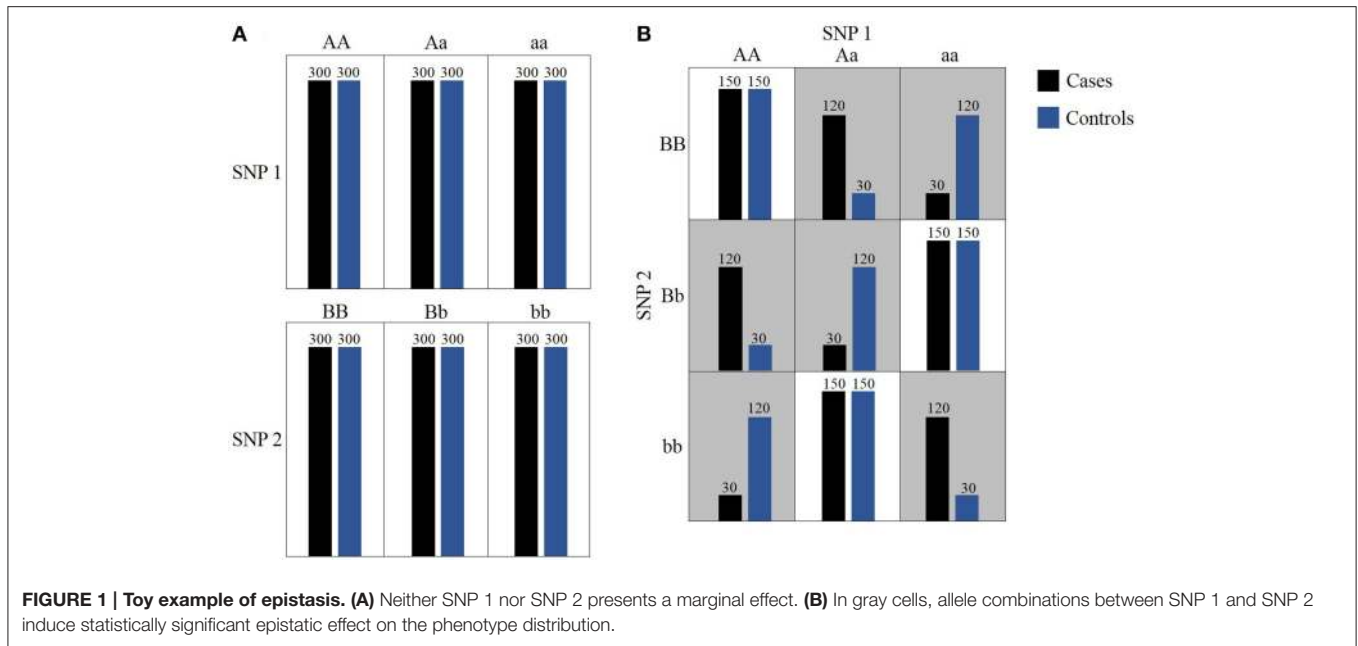 A
AA Aa aa
300 300 300 300 300 300
SNP 1
BB Bb bb
300 300 300 300 300 300
SNP 2
B
SNP 1
AA Aa aa
150 150 120 30 30 120
BB
120 30 30 120 150 150
SNP 2
Bb
30 120 150 150 120 30
bb
Cases
Controls
FIGURE 1 | Toy example of epistasis. (A) Neither SNP 1 nor SNP 2 presents a marginal effect. (B) In gray cells, allele combinations between SNP 1 and SNP 2
induce statistically significant epistatic effect on the phenotype distribution.